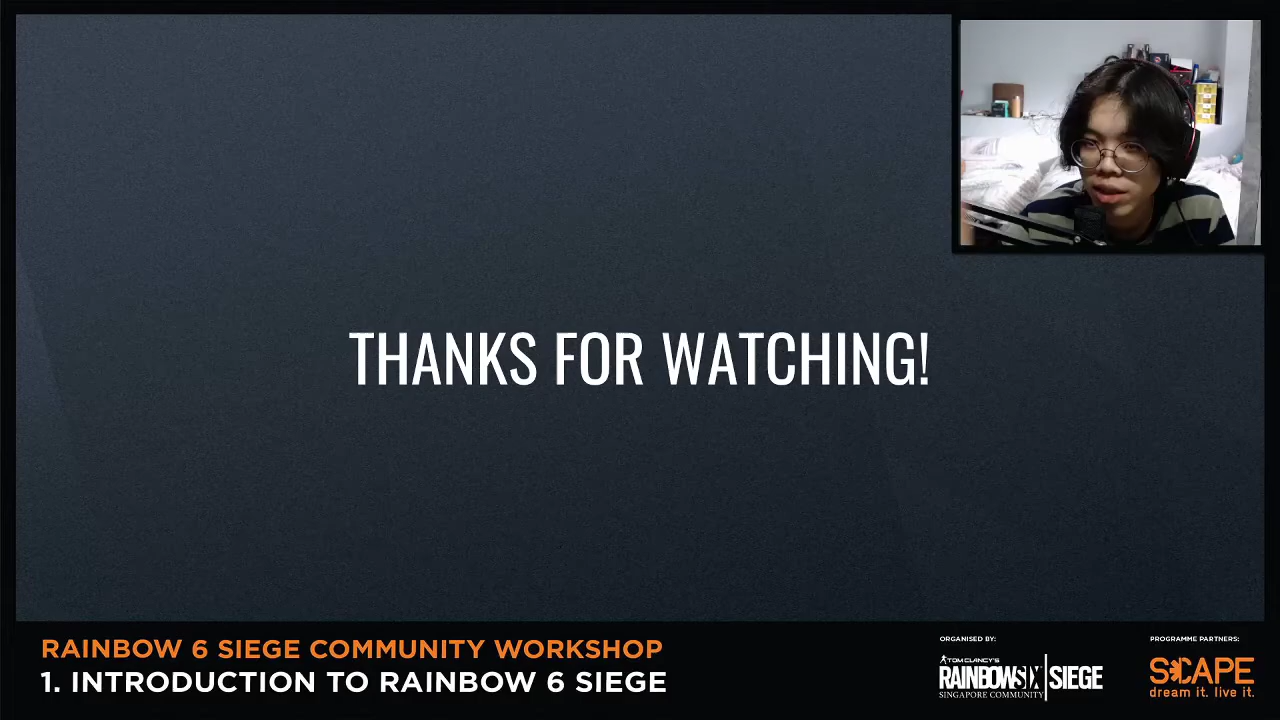 THANKS FOR WATCHING!
RAINBOW 6 SIEGE COMMUNITY WORKSHOP
1. INTRODUCTION TO RAINBOW 6 SIEGE
ORGANISED BY:
TOM CLANCY'S
RAINBOW SIX SIEGE
SINGAPORE COMMUNITY
PROGRAMME PARTNERS:
SCAPE
dream it. live it.